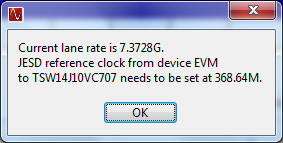 Current lane rate is 7.3728G.
JESD reference clock from device EVM
to TSW14J10VC707 needs to be set at 368.64M.
OK